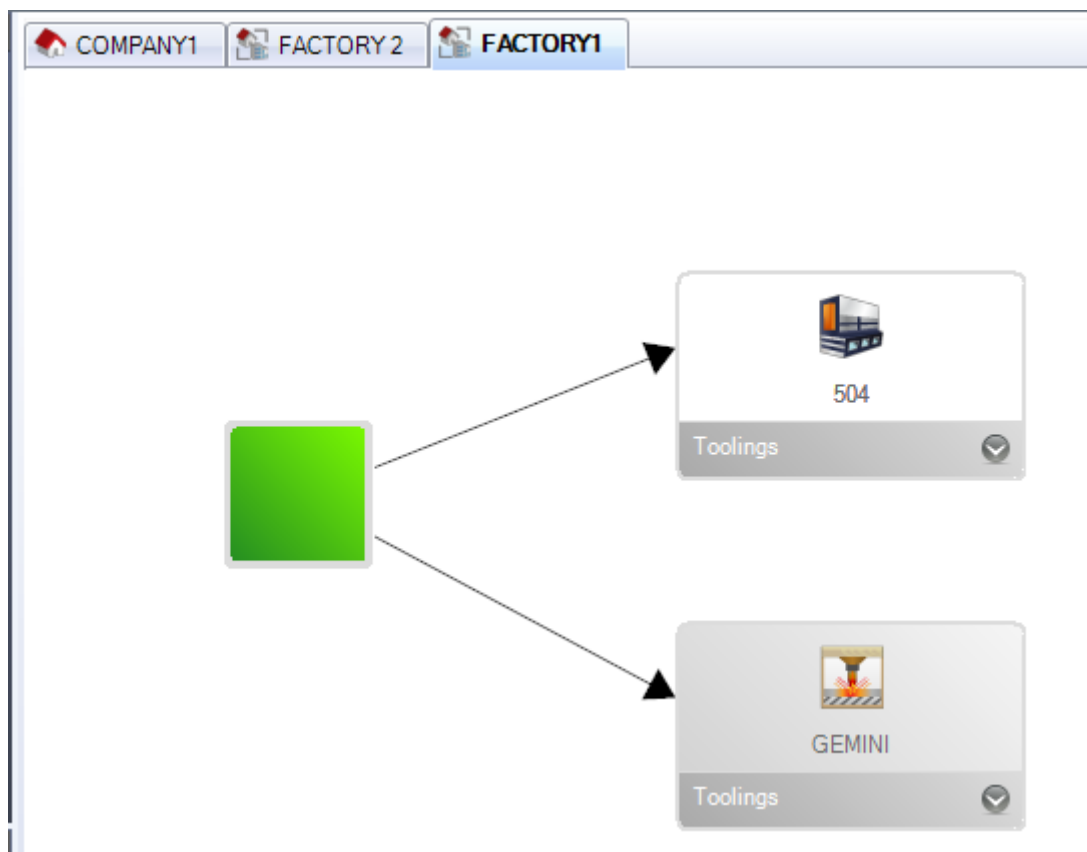 COMPANY1 FACTORY 2 FACTORY1
504
Toolings
GEMINI
Toolings